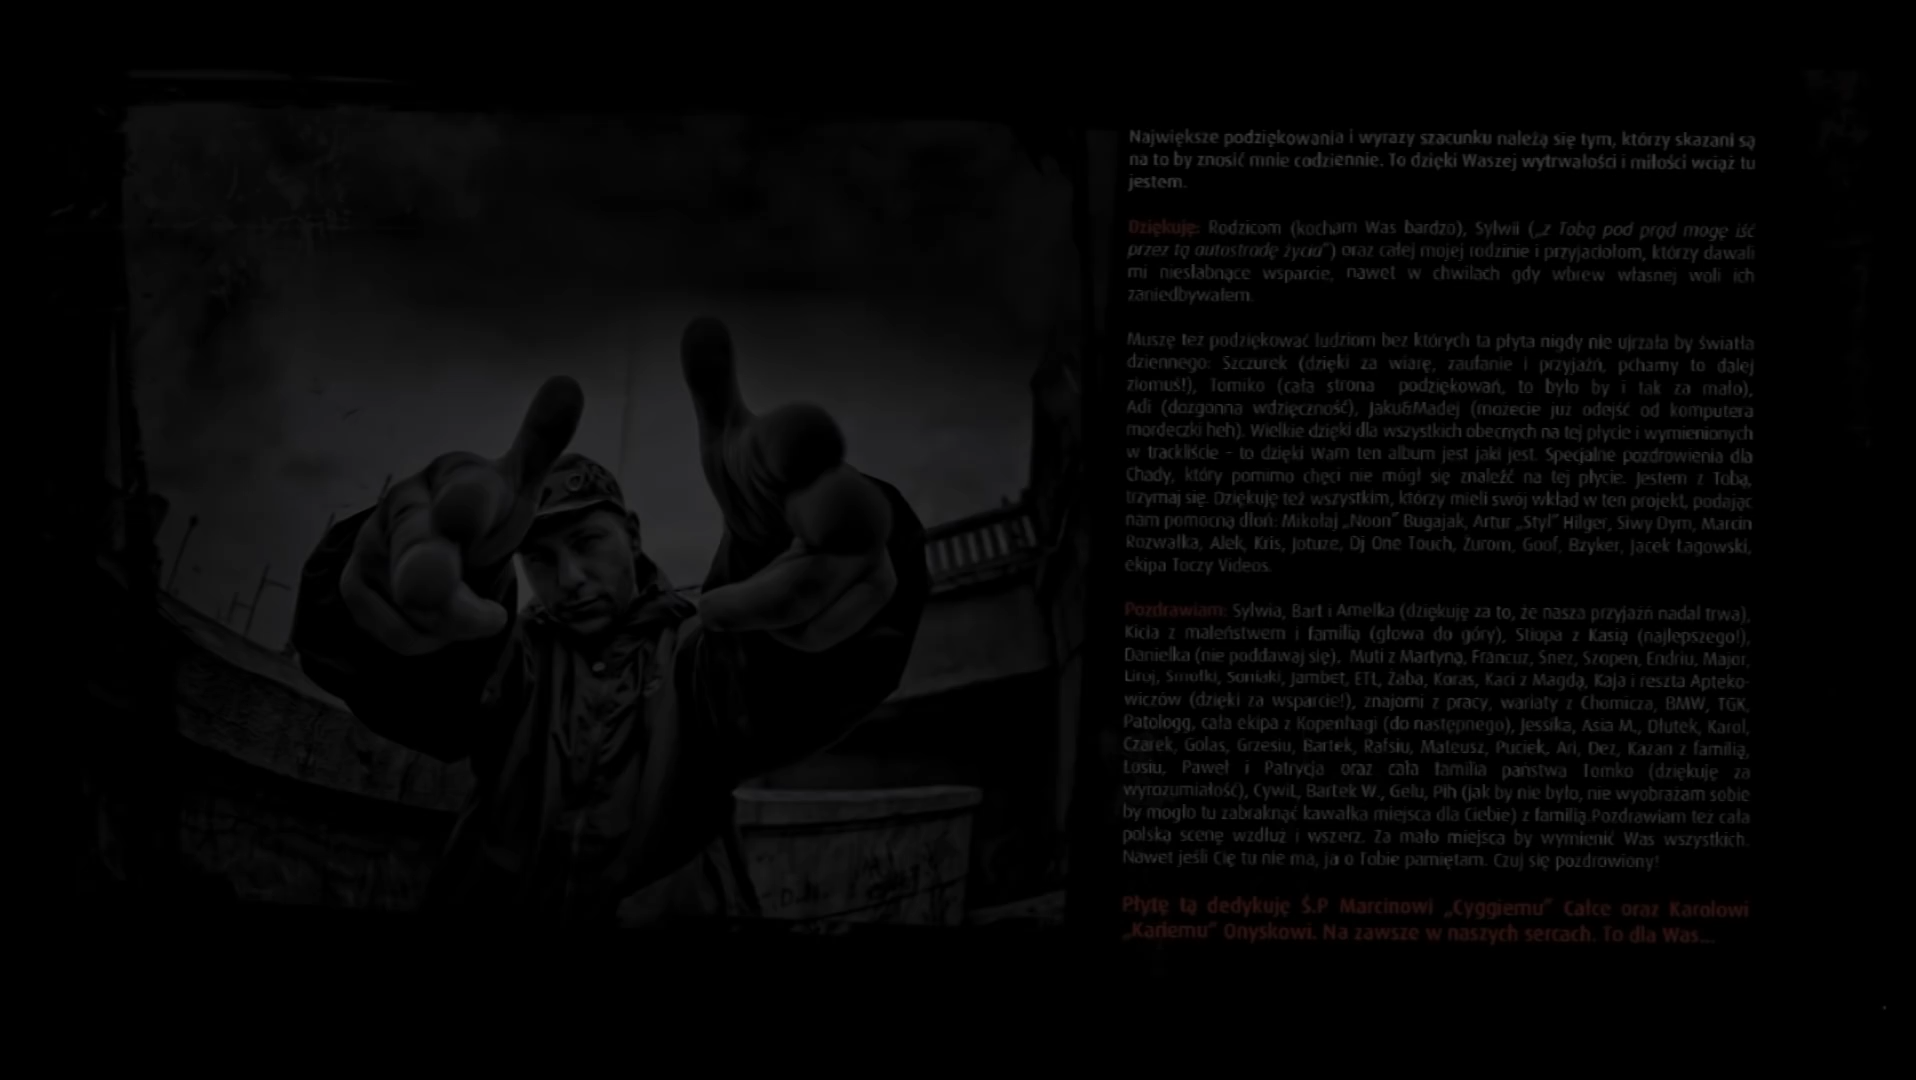 Największe podziękowania i wyrazy szacunku należą się tym, którzy skazani są
na to by znosić mnie codziennie. To dzięki Waszej wytrwałości i miłości wciąż tu
jestem.
Dziękuję: Rodzicom (kocham Was bardzo), Sylwii („z Tobą pod prąd mogę iść
przez tą autostradę życia") oraz całej mojej rodzinie i przyjaciołom, którzy dawali
mi niesłabnące wsparcie, nawet w chwilach gdy wbrew własnej woli ich
zaniedbywałem.
Muszę też podziękować ludziom bez których ta płyta nigdy nie ujrzała by światła
dziennego: Szczurek (dzięki za wiarę, zaufanie i przyjaźń, pchamy to dalej
ziomuś!), Tomiko (cała strona podziękowań, to było by i tak za mało),
Adi (dozgonna wdzięczność), Jaku&Madej (możecie już odejść od komputera
mordeczki heh). Wielkie dzięki dla wszystkich obecnych na tej płycie i wymienionych
w trackliście - to dzięki Wam ten album jest jaki jest. Specjalne pozdrowienia dla
Chady, który pomimo chęci nie mógł się znaleźć na tej płycie. Jestem z Tobą,
trzymaj się. Dziękuję też wszystkim, którzy mieli swój wkład w ten projekt, podając
nam pomocną dłoń: Mikołaj „Noon" Bugajak, Artur „Styl" Hilger, Siwy Dym, Marcin
Rozwałka, Alek, Kris, Jotuze, Dj One Touch, Żurom, Goof, Bzyker, Jacek Łagowski,
ekipa Toczy Videos.
Pozdrawiam: Sylwia, Bart i Amelka (dziękuję za to, że nasza przyjaźń nadal trwa),
Kicia z maleństwem i familią (głowa do góry), Stiopa z Kasią (najlepszego!),
Danielka (nie poddawaj się), Muti z Martyną, Francuz, Śnez, Szopen, Endriu, Major,
Liroj, Smołki, Soniaki, Jambet, ETŁ, Żaba, Koras, Kaci z Magdą, Kaja i reszta Apteko-
wiczów (dzięki za wsparcie!), znajomi z pracy, wariaty z Chomicza, BMW, TGK,
Patologg, cała ekipa z Kopenhagi (do następnego), Jessika, Asia M., Dłutek, Karol,
Czarek, Golas, Grzesiu, Bartek, Rafsiu, Mateusz, Puciek, Ari, Dez, Kazan z familią,
Łosiu, Paweł i Patrycja oraz cała familia państwa Tomko (dziękuję za
wyrozumiałość), CywiL, Bartek W., Gelu, Pih (jak by nie było, nie wyobrażam sobie
by mogło tu zabraknąć kawałka miejsca dla Ciebie) z familią.Pozdrawiam też cała
polską scenę wzdłuż i wszerz. Za mało miejsca by wymienić Was wszystkich.
Nawet jeśli Cię tu nie ma, ja o Tobie pamiętam. Czuj się pozdrowiony!
Płytę tą dedykuję Ś.P Marcinowi „Cyggiemu" Całce oraz Karolowi
„Kariemu" Onyskowi. Na zawsze w naszych sercach. To dla Was...